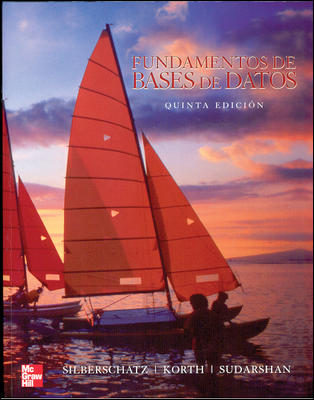 FUNDAMENTOS DE
BASES DE DATOS
QUINTA EDICIÓN
Mc
Graw
Hill
SILBERSCHATZ | KORTH | SUDARSHAN